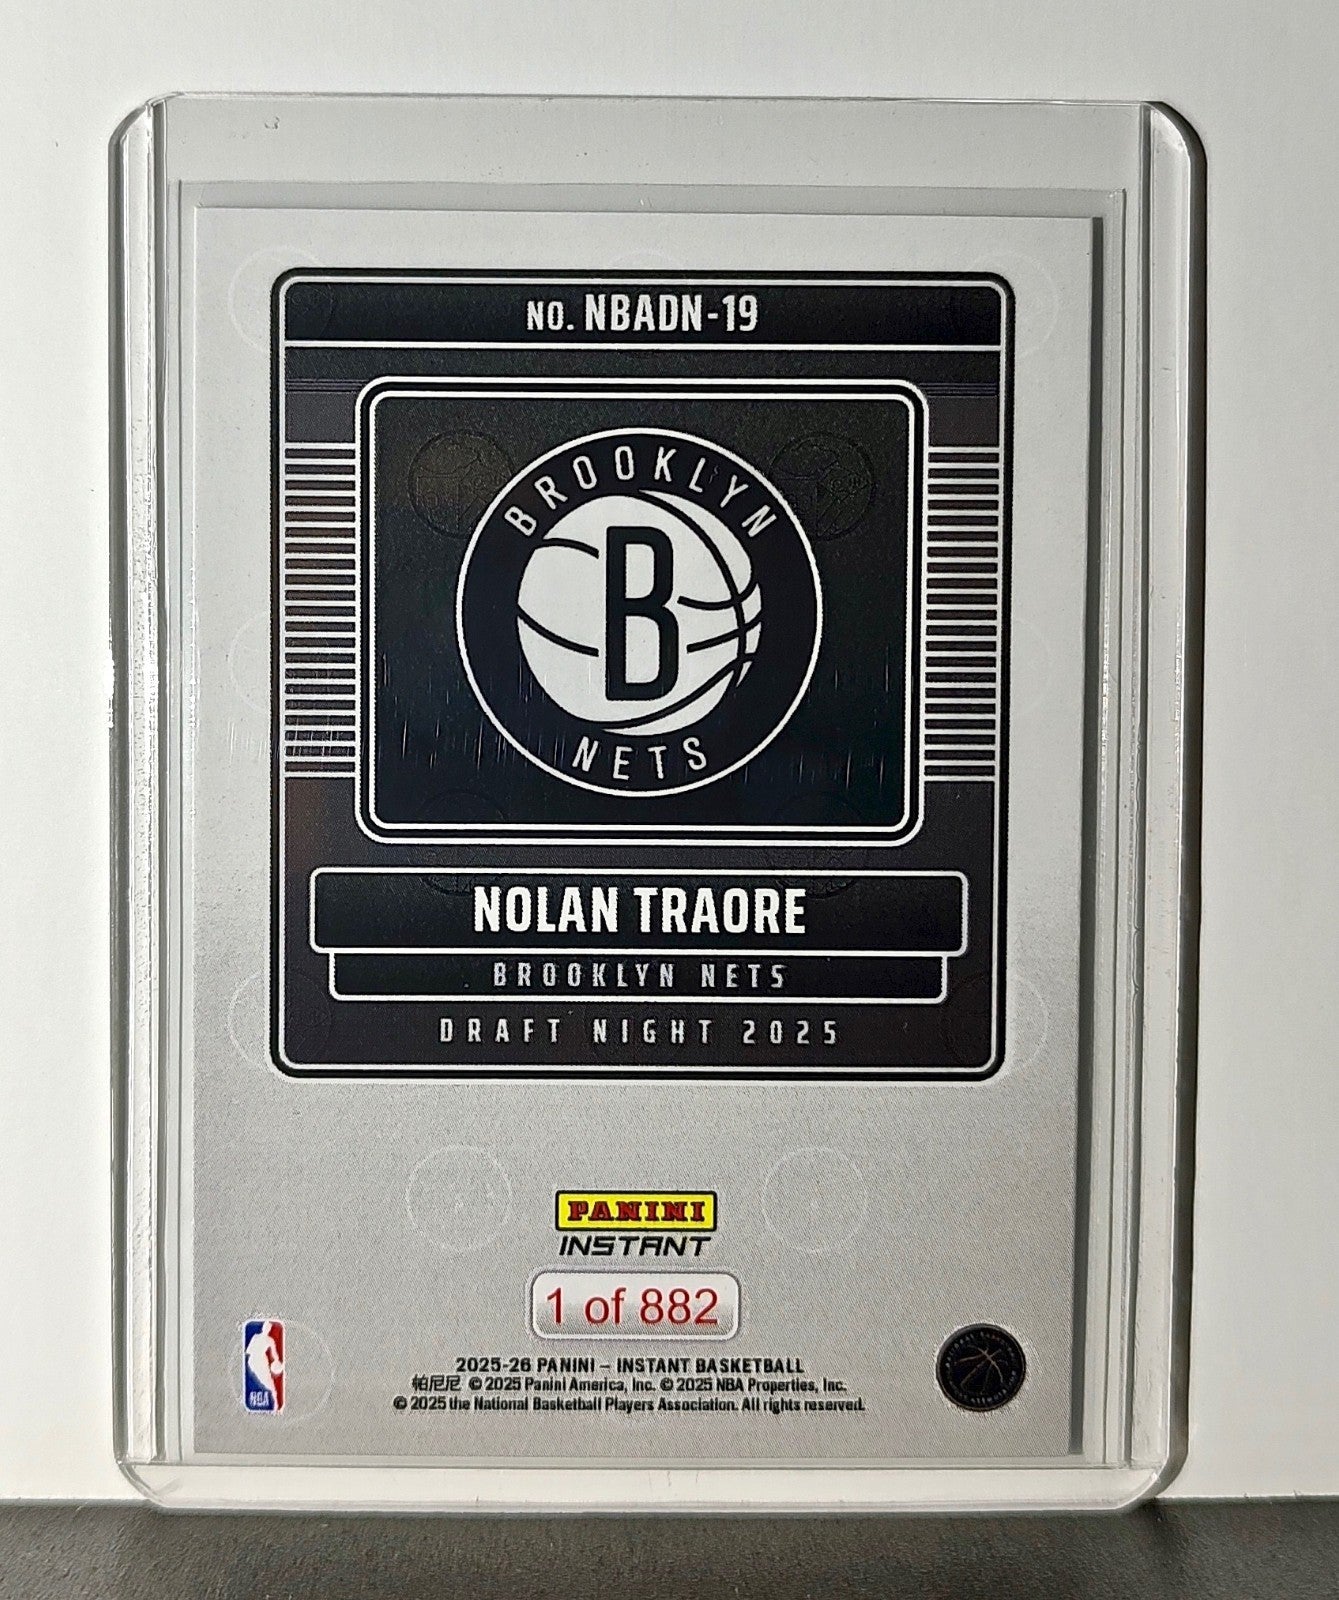 NO. NBADN-19
BROOKLYN
B
NETS
NOLAN TRAORE
BROOKLYN NETS
DRAFT NIGHT 2025
PANINI
INSTANT
1 of 882
2025-26 PANINI – INSTANT BASKETBALL
帕尼尼 © 2025 Panini America, Inc. © 2025 NBA Properties, Inc.
© 2025 the National Basketball Players Association. All rights reserved.
NBA